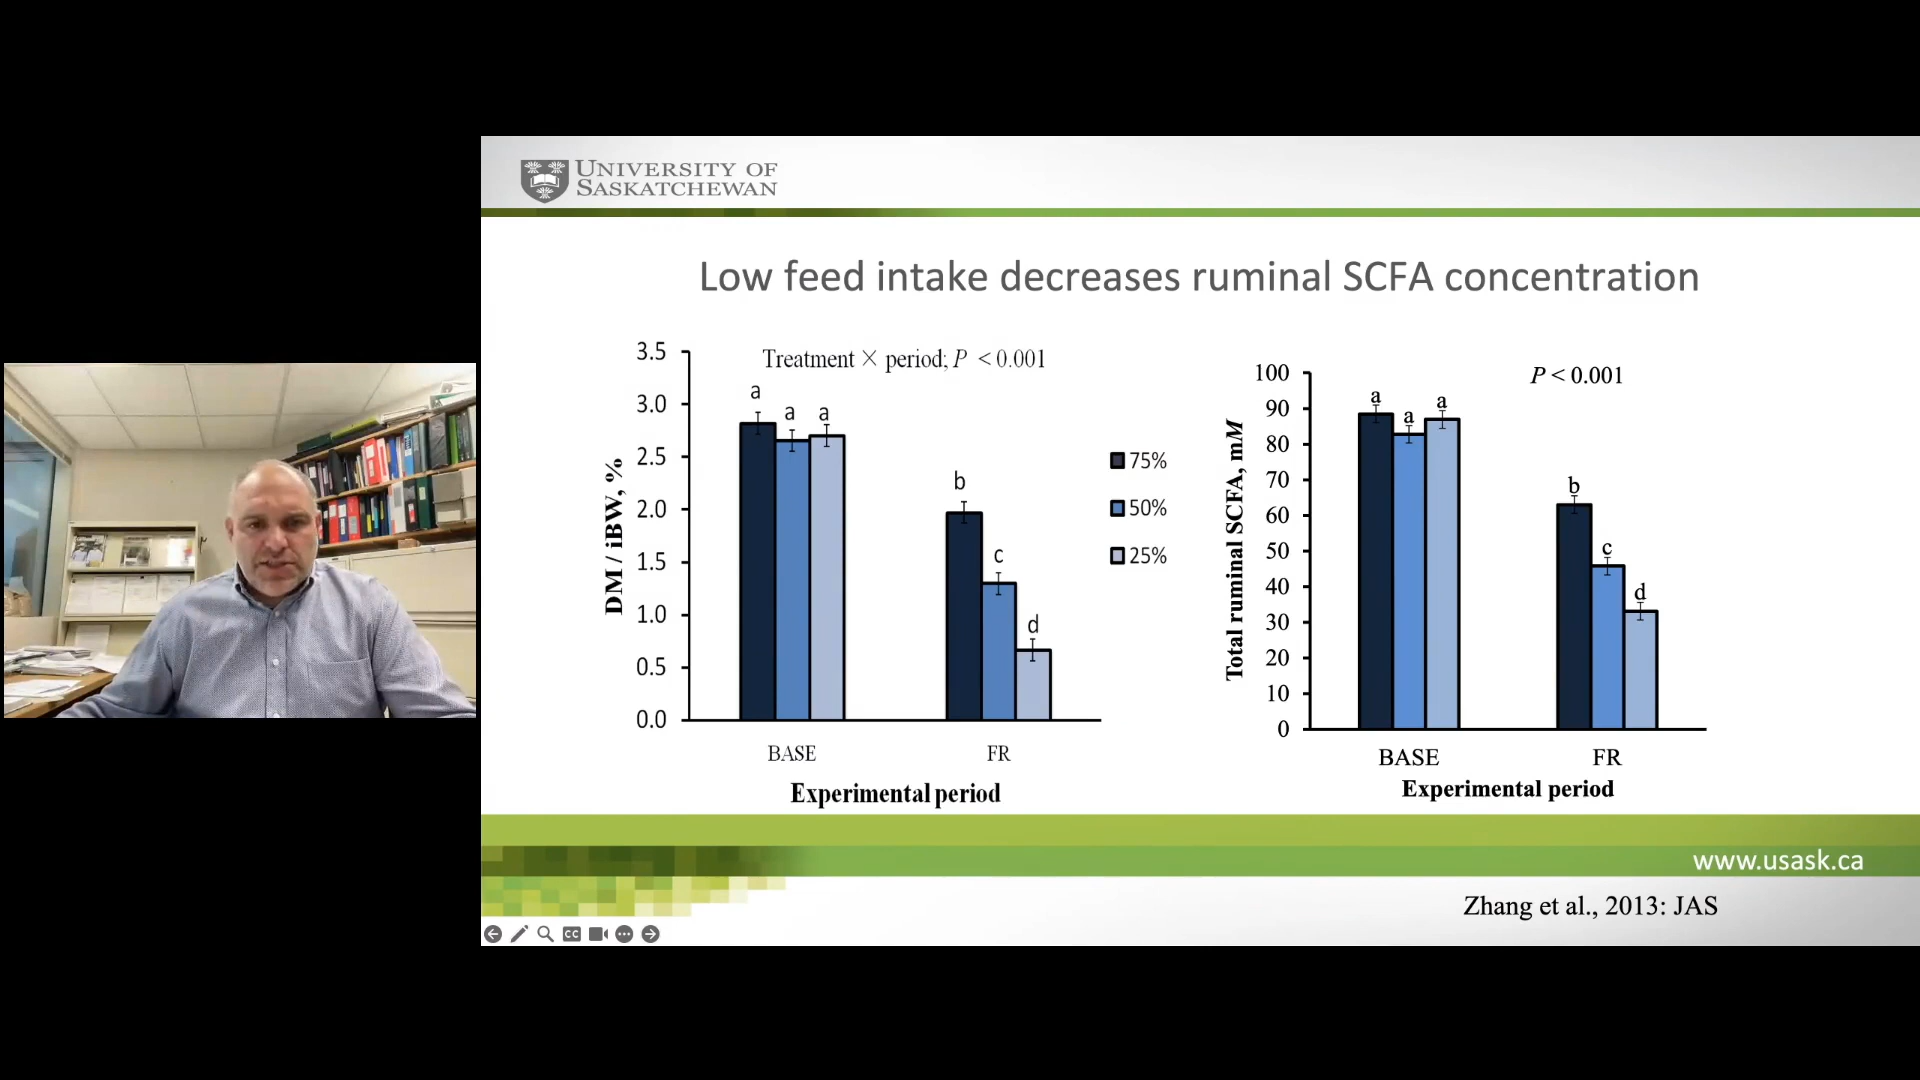 UNIVERSITY OF
SASKATCHEWAN
Low feed intake decreases ruminal SCFA concentration
Treatment × period; P < 0.001
3.5
3.0
2.5
2.0
1.5
1.0
0.5
0.0
DM / iBW, %
a
a
a
b
c
d
BASE
FR
Experimental period
75%
50%
25%
P < 0.001
100
90
80
70
60
50
40
30
20
10
0
Total ruminal SCFA, mM
a
a
a
b
c
d
BASE
FR
Experimental period
www.usask.ca
Zhang et al., 2013: JAS
CC